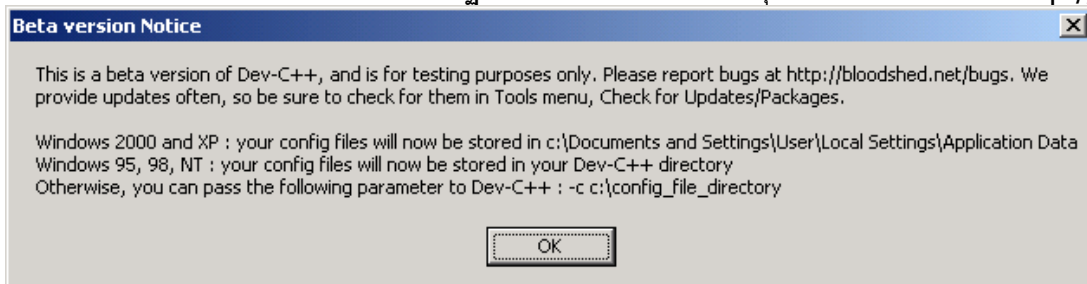 Beta version Notice
This is a beta version of Dev-C++, and is for testing purposes only. Please report bugs at http://bloodshed.net/bugs. We
provide updates often, so be sure to check for them in Tools menu, Check for Updates/Packages.
Windows 2000 and XP : your config files will now be stored in c:\Documents and Settings\User\Local Settings\Application Data
Windows 95, 98, NT : your config files will now be stored in your Dev-C++ directory
Otherwise, you can pass the following parameter to Dev-C++ : -c c:\config_file_directory
OK